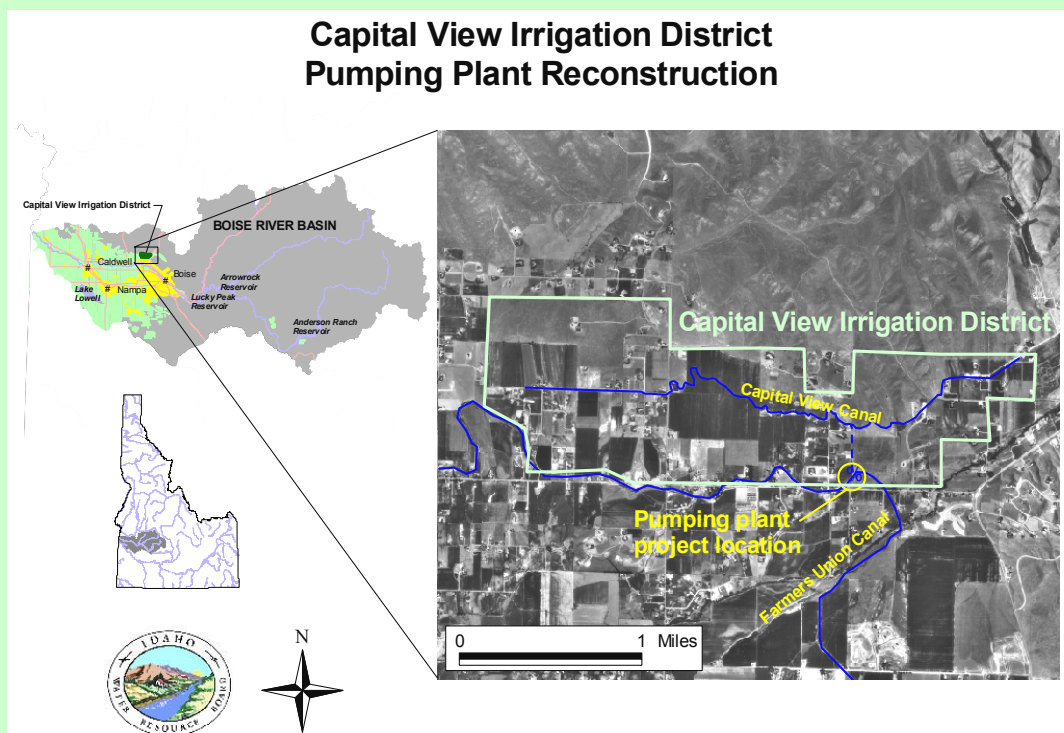 Capital View Irrigation District
Pumping Plant Reconstruction
Capital View Irrigation District
BOISE RIVER BASIN
Caldwell
Boise
Arrowrock
Reservoir
Lake
Lowell
Nampa
Lucky Peak
Reservoir
Anderson Ranch
Reservoir
Capital View Irrigation District
Capital View Canal
Pumping plant
project location
Farmers Union Canal
0 1 Miles
IDAHO
WATER RESOURCE BOARD
N